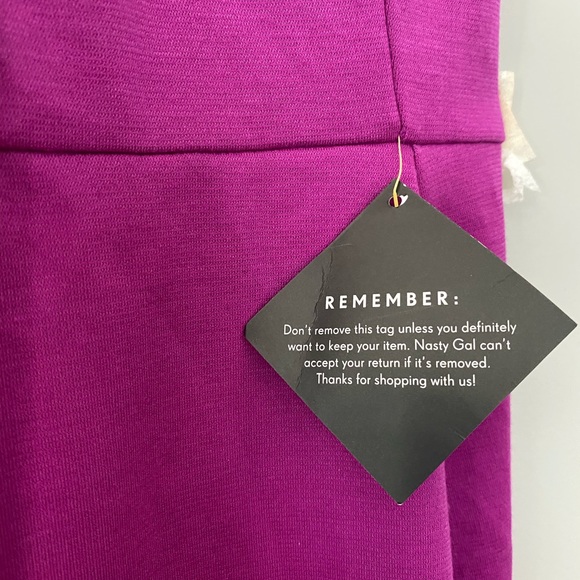 REMEMBER:
Don't remove this tag unless you definitely
want to keep your item. Nasty Gal can't
accept your return if it's removed.
Thanks for shopping with us!